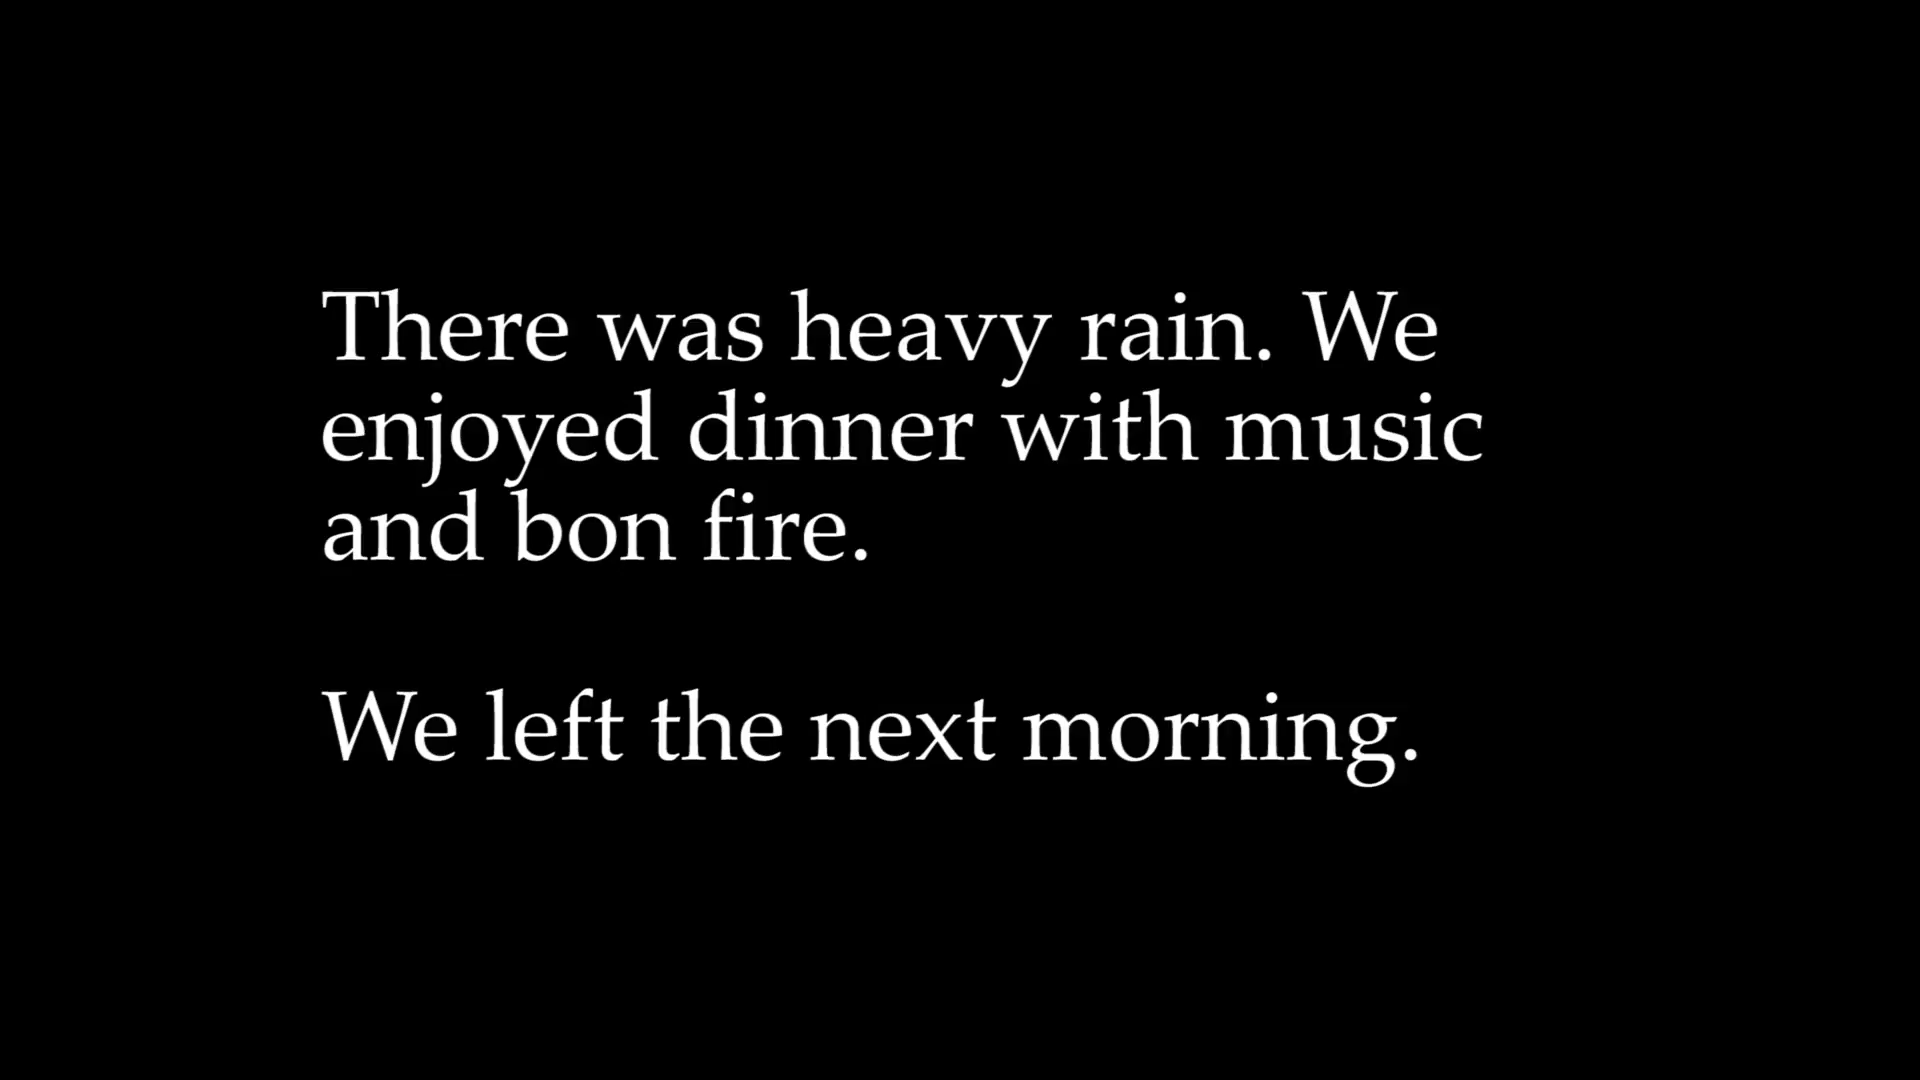 There was heavy rain. We
enjoyed dinner with music
and bon fire.
We left the next morning.